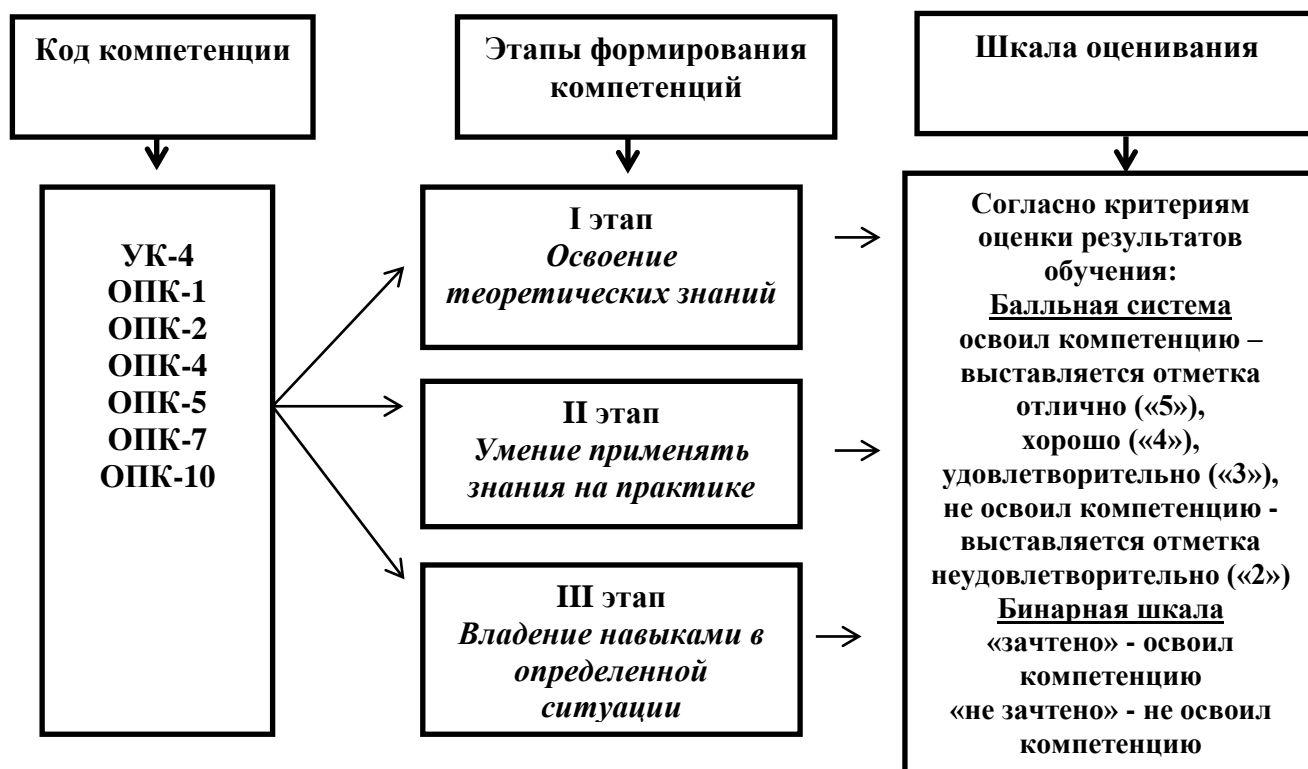 Код компетенции
Этапы формирования
компетенций
Шкала оценивания
УК-4
ОПК-1
ОПК-2
ОПК-4
ОПК-5
ОПК-7
ОПК-10
I этап
Освоение
теоретических знаний
II этап
Умение применять
знания на практике
III этап
Владение навыками в
определенной
ситуации
Согласно критериям
оценки результатов
обучения:
Балльная система
освоил компетенцию –
выставляется отметка
отлично («5»),
хорошо («4»),
удовлетворительно («3»),
не освоил компетенцию -
выставляется отметка
неудовлетворительно («2»)
Бинарная шкала
«зачтено» - освоил
компетенцию
«не зачтено» - не освоил
компетенцию